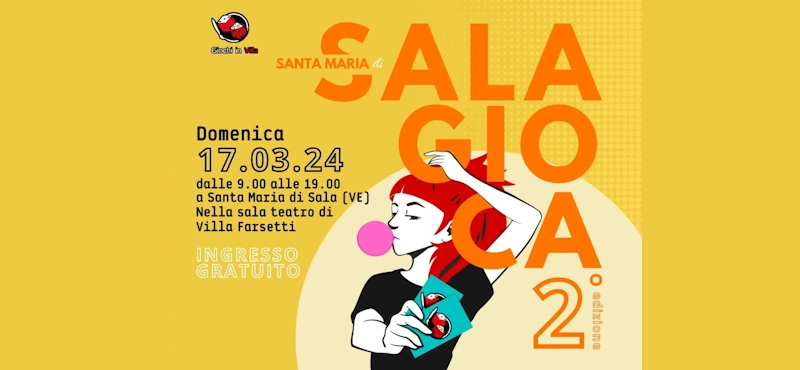 Giochi in Villa
SANTA MARIA di
SALA
GIO
CA
2°
edizione
Domenica
17.03.24
dalle 9.00 alle 19.00
a Santa Maria di Sala (VE)
Nella sala teatro di
Villa Farsetti
INGRESSO
GRATUITO